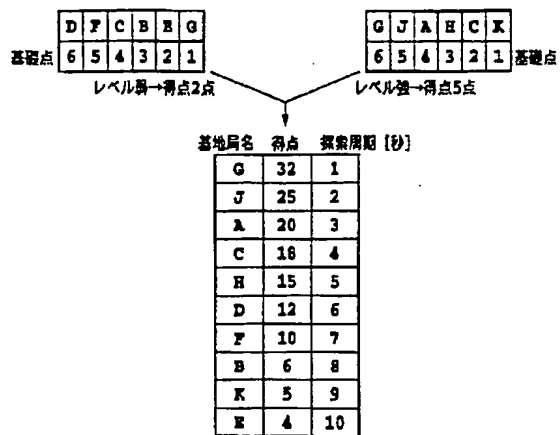 D F C B E G
基礎点 6 5 4 3 2 1
レベル弱→得点2点
G J A H C K
6 5 4 3 2 1 基礎点
レベル強→得点5点
基地局名 得点 探索周期 [秒]
G 32 1
J 25 2
A 20 3
C 18 4
H 15 5
D 12 6
F 10 7
B 6 8
K 5 9
E 4 10